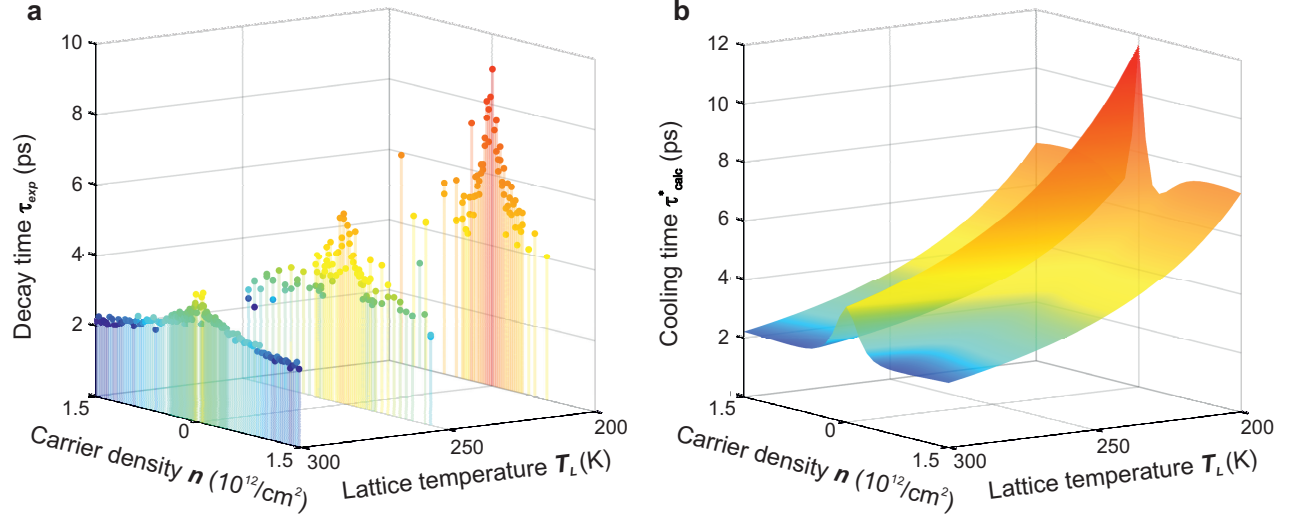 a
10
8
6
4
2
Decay time τexp (ps)
1.5
0
1.5
Carrier density n (10¹²/cm²)
300
250
200
Lattice temperature TL (K)
b
12
10
8
6
4
2
Cooling time τ*calc (ps)
1.5
0
1.5
Carrier density n (10¹²/cm²)
300
250
200
Lattice temperature TL (K)